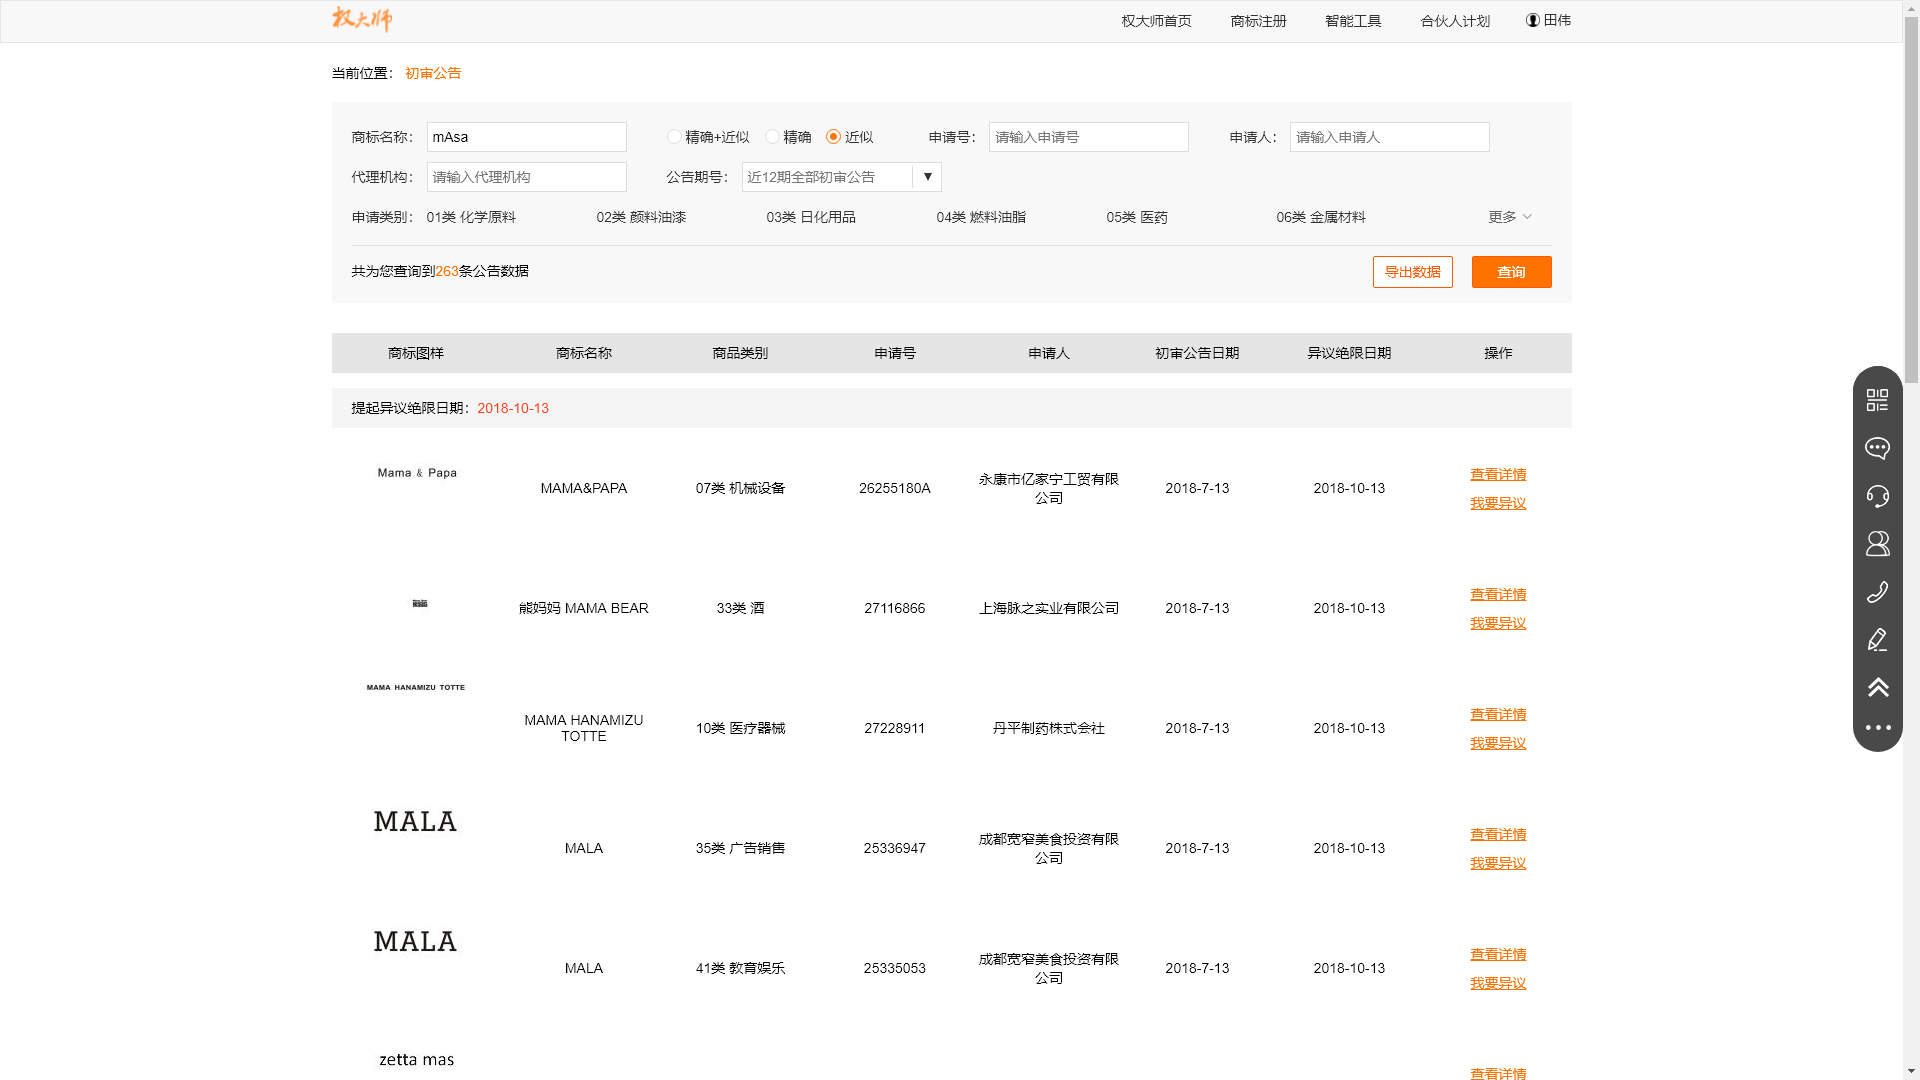 权大师 权大师首页 商标注册 智能工具 合伙人计划 田伟
当前位置： 初审公告
商标名称： mAsa 精确+近似 精确 近似 申请号： 请输入申请号 申请人： 请输入申请人
代理机构： 请输入代理机构 公告期号： 近12期全部初审公告 ▼
申请类别： 01类 化学原料 02类 颜料油漆 03类 日化用品 04类 燃料油脂 05类 医药 06类 金属材料 更多
共为您查询到263条公告数据 导出数据 查询
商标图样 商标名称 商品类别 申请号 申请人 初审公告日期 异议绝限日期 操作
提起异议绝限日期：2018-10-13
Mama & Papa
MAMA&PAPA 07类 机械设备 26255180A 永康市亿家宁工贸有限公司 2018-7-13 2018-10-13 查看详情
我要异议
熊妈妈 MAMA BEAR 33类 酒 27116866 上海脉之实业有限公司 2018-7-13 2018-10-13 查看详情
我要异议
MAMA HANAMIZU TOTTE
MAMA HANAMIZU TOTTE 10类 医疗器械 27228911 丹平制药株式会社 2018-7-13 2018-10-13 查看详情
我要异议
MALA
MALA 35类 广告销售 25336947 成都宽窄美食投资有限公司 2018-7-13 2018-10-13 查看详情
我要异议
MALA
MALA 41类 教育娱乐 25335053 成都宽窄美食投资有限公司 2018-7-13 2018-10-13 查看详情
我要异议
zetta mas
查看详情